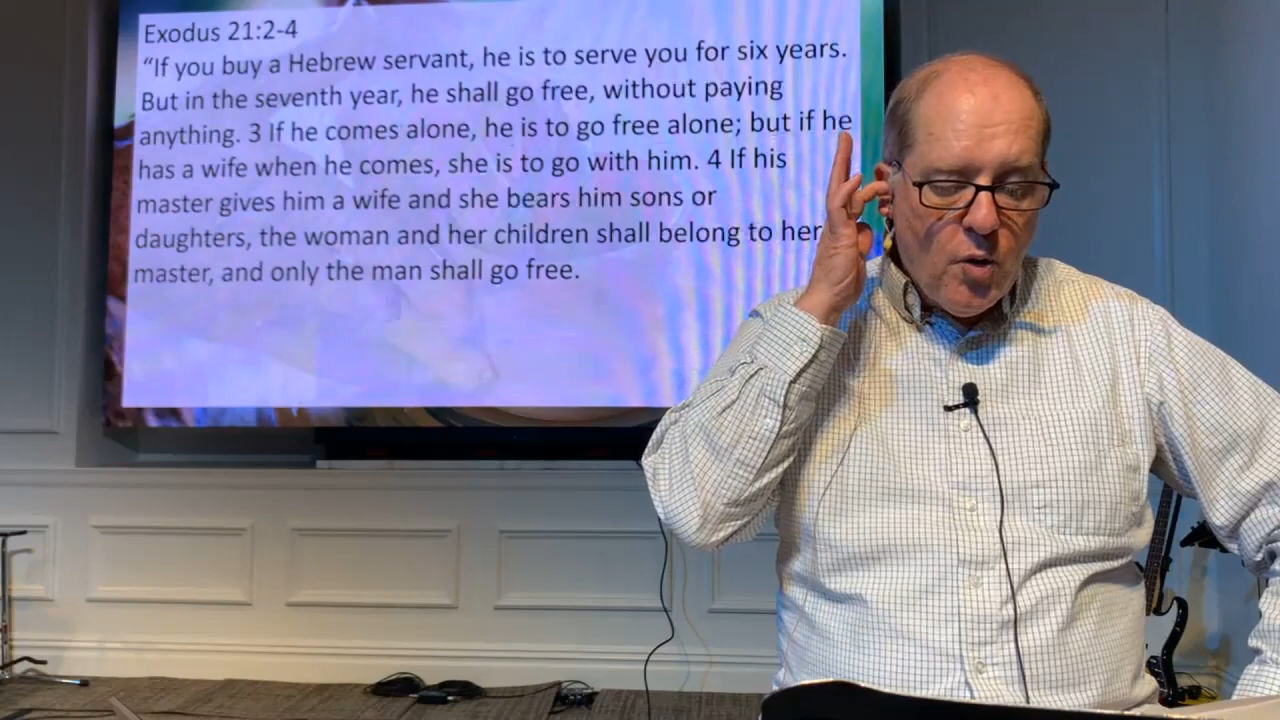 Exodus 21:2-4
“If you buy a Hebrew servant, he is to serve you for six years.
But in the seventh year, he shall go free, without paying
anything. 3 If he comes alone, he is to go free alone; but if he
has a wife when he comes, she is to go with him. 4 If his
master gives him a wife and she bears him sons or
daughters, the woman and her children shall belong to her
master, and only the man shall go free.